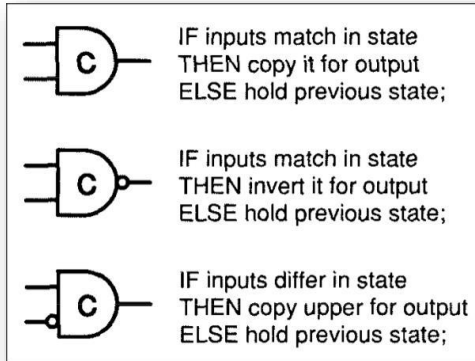 C
IF inputs match in state
THEN copy it for output
ELSE hold previous state;
C
IF inputs match in state
THEN invert it for output
ELSE hold previous state;
C
IF inputs differ in state
THEN copy upper for output
ELSE hold previous state;